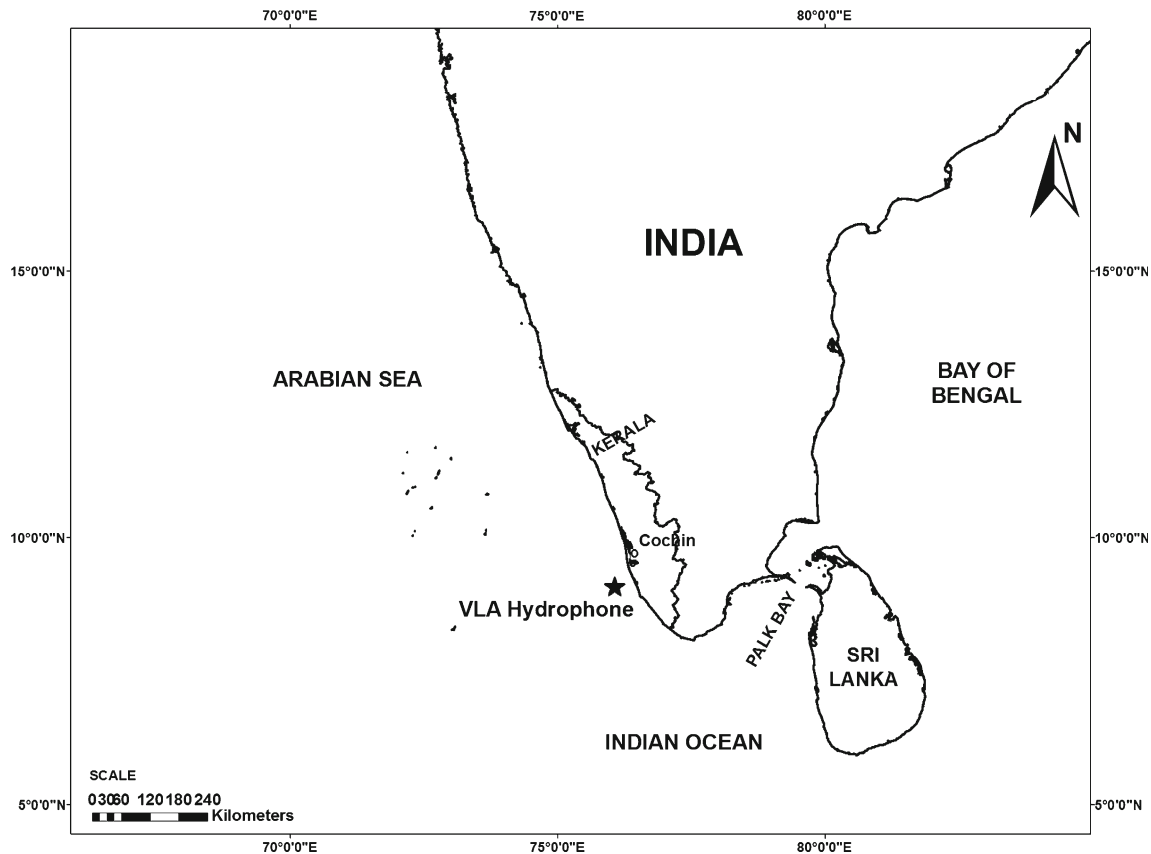 70°0'0"E 75°0'0"E 80°0'0"E
N
INDIA
15°0'0"N 15°0'0"N
ARABIAN SEA
BAY OF
BENGAL
KERALA
10°0'0"N 10°0'0"N
Cochin
VLA Hydrophone
PALK BAY
SRI
LANKA
INDIAN OCEAN
SCALE
0 30 60 120 180 240
Kilometers
5°0'0"N 5°0'0"N
70°0'0"E 75°0'0"E 80°0'0"E